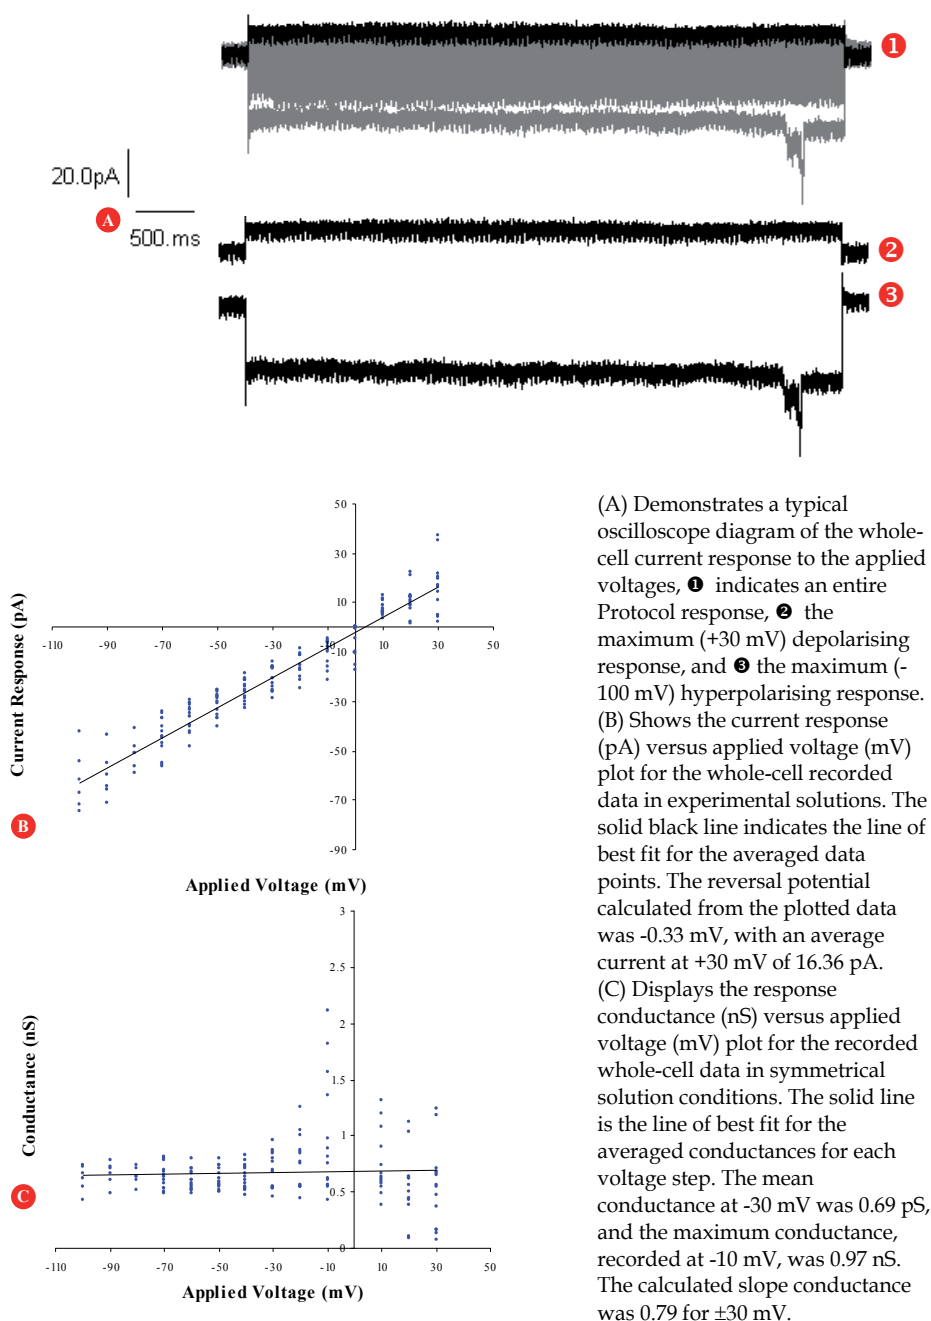 1
20.0pA
A
500.ms
2
3
50
30
10
-110 -90 -70 -50 -30 -10 10 30 50
-10
-30
-50
-70
-90
Current Response (pA)
B
Applied Voltage (mV)
3
2.5
2
1.5
1
0.5
0
-110 -90 -70 -50 -30 -10 10 30 50
Conductance (nS)
C
Applied Voltage (mV)
(A) Demonstrates a typical
oscilloscope diagram of the whole-
cell current response to the applied
voltages, ❶ indicates an entire
Protocol response, ❷ the
maximum (+30 mV) depolarising
response, and ❸ the maximum (-
100 mV) hyperpolarising response.
(B) Shows the current response
(pA) versus applied voltage (mV)
plot for the whole-cell recorded
data in experimental solutions. The
solid black line indicates the line of
best fit for the averaged data
points. The reversal potential
calculated from the plotted data
was -0.33 mV, with an average
current at +30 mV of 16.36 pA.
(C) Displays the response
conductance (nS) versus applied
voltage (mV) plot for the recorded
whole-cell data in symmetrical
solution conditions. The solid line
is the line of best fit for the
averaged conductances for each
voltage step. The mean
conductance at -30 mV was 0.69 pS,
and the maximum conductance,
recorded at -10 mV, was 0.97 nS.
The calculated slope conductance
was 0.79 for ±30 mV.